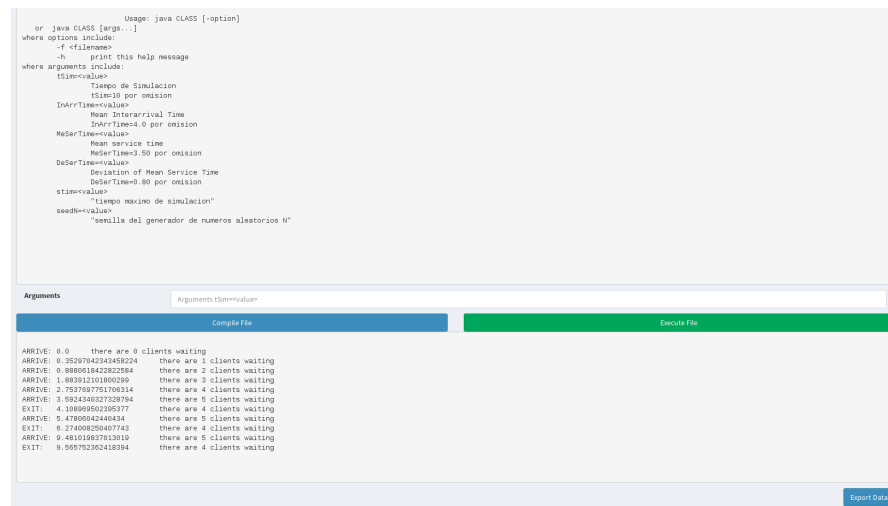 Usage: java CLASS [-option]
or java CLASS [args...]
where options include:
-f <filename>
-h print this help message
where arguments include:
tSim=<value>
Tiempo de Simulacion
tSim=10 por omision
InArrTime=<value>
Mean Interarrival Time
InArrTime=4.0 por omision
MeSerTime=<value>
Mean service time
MeSerTime=3.50 por omision
DeSerTime=<value>
Deviation of Mean Service Time
DeSerTime=0.80 por omision
stim=<value>
"tiempo maximo de simulacion"
seedN=<value>
"semilla del generador de numeros aleatorios N"
Arguments
Arguments tSim=<value>
Compile File
Execute File
ARRIVE: 0.0 there are 0 clients waiting
ARRIVE: 0.35297042343458224 there are 1 clients waiting
ARRIVE: 0.8880618422822584 there are 2 clients waiting
ARRIVE: 1.883912101800299 there are 3 clients waiting
ARRIVE: 2.7537697751706314 there are 4 clients waiting
ARRIVE: 3.5924340327328794 there are 5 clients waiting
EXIT: 4.108969502395377 there are 4 clients waiting
ARRIVE: 5.47806042440434 there are 5 clients waiting
EXIT: 6.274008250407743 there are 4 clients waiting
ARRIVE: 9.481019837013019 there are 5 clients waiting
EXIT: 9.565752362418394 there are 4 clients waiting
Export Data